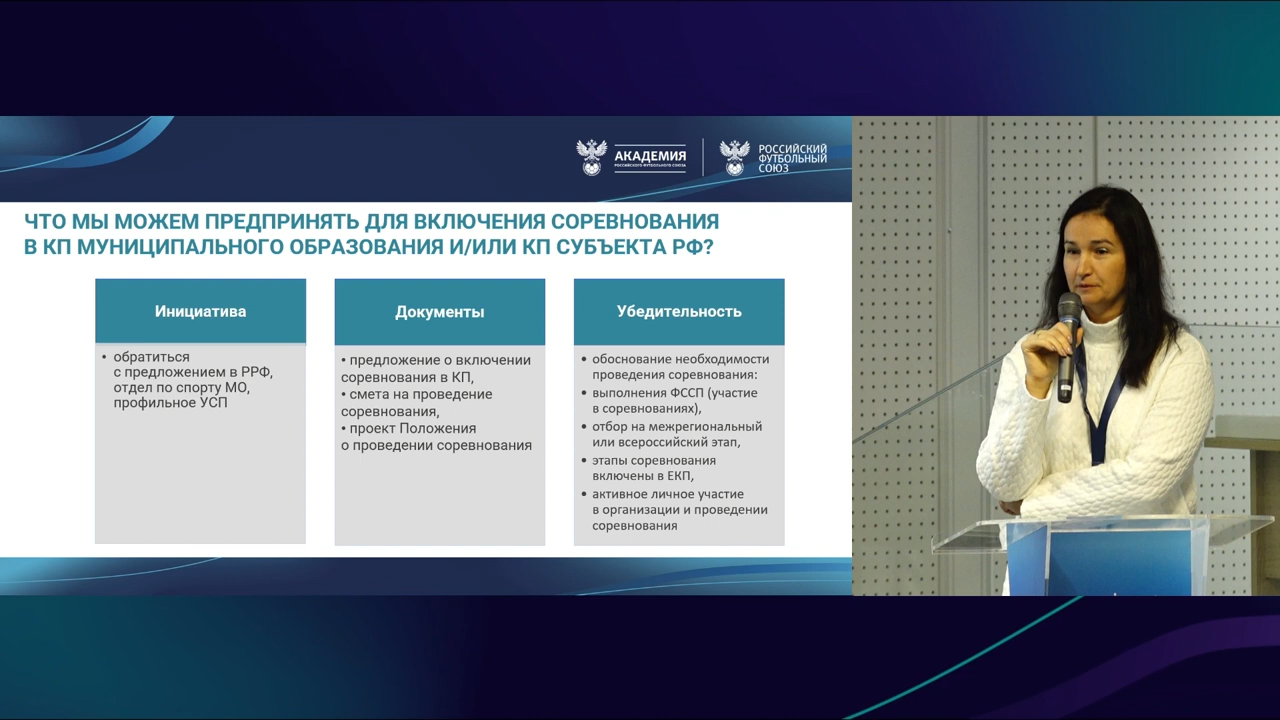 АКАДЕМИЯ
РОССИЙСКОГО ФУТБОЛЬНОГО СОЮЗА
РОССИЙСКИЙ
ФУТБОЛЬНЫЙ
СОЮЗ
ЧТО МЫ МОЖЕМ ПРЕДПРИНЯТЬ ДЛЯ ВКЛЮЧЕНИЯ СОРЕВНОВАНИЯ
В КП МУНИЦИПАЛЬНОГО ОБРАЗОВАНИЯ И/ИЛИ КП СУБЪЕКТА РФ?
Инициатива
• обратиться
с предложением в РРФ,
отдел по спорту МО,
профильное УСП
Документы
• предложение о включении
соревнования в КП,
• смета на проведение
соревнования,
• проект Положения
о проведении соревнования
Убедительность
• обоснование необходимости
проведения соревнования:
• выполнения ФССП (участие
в соревнованиях),
• отбор на межрегиональный
или всероссийский этап,
• этапы соревнования
включены в ЕКП,
• активное личное участие
в организации и проведении
соревнования